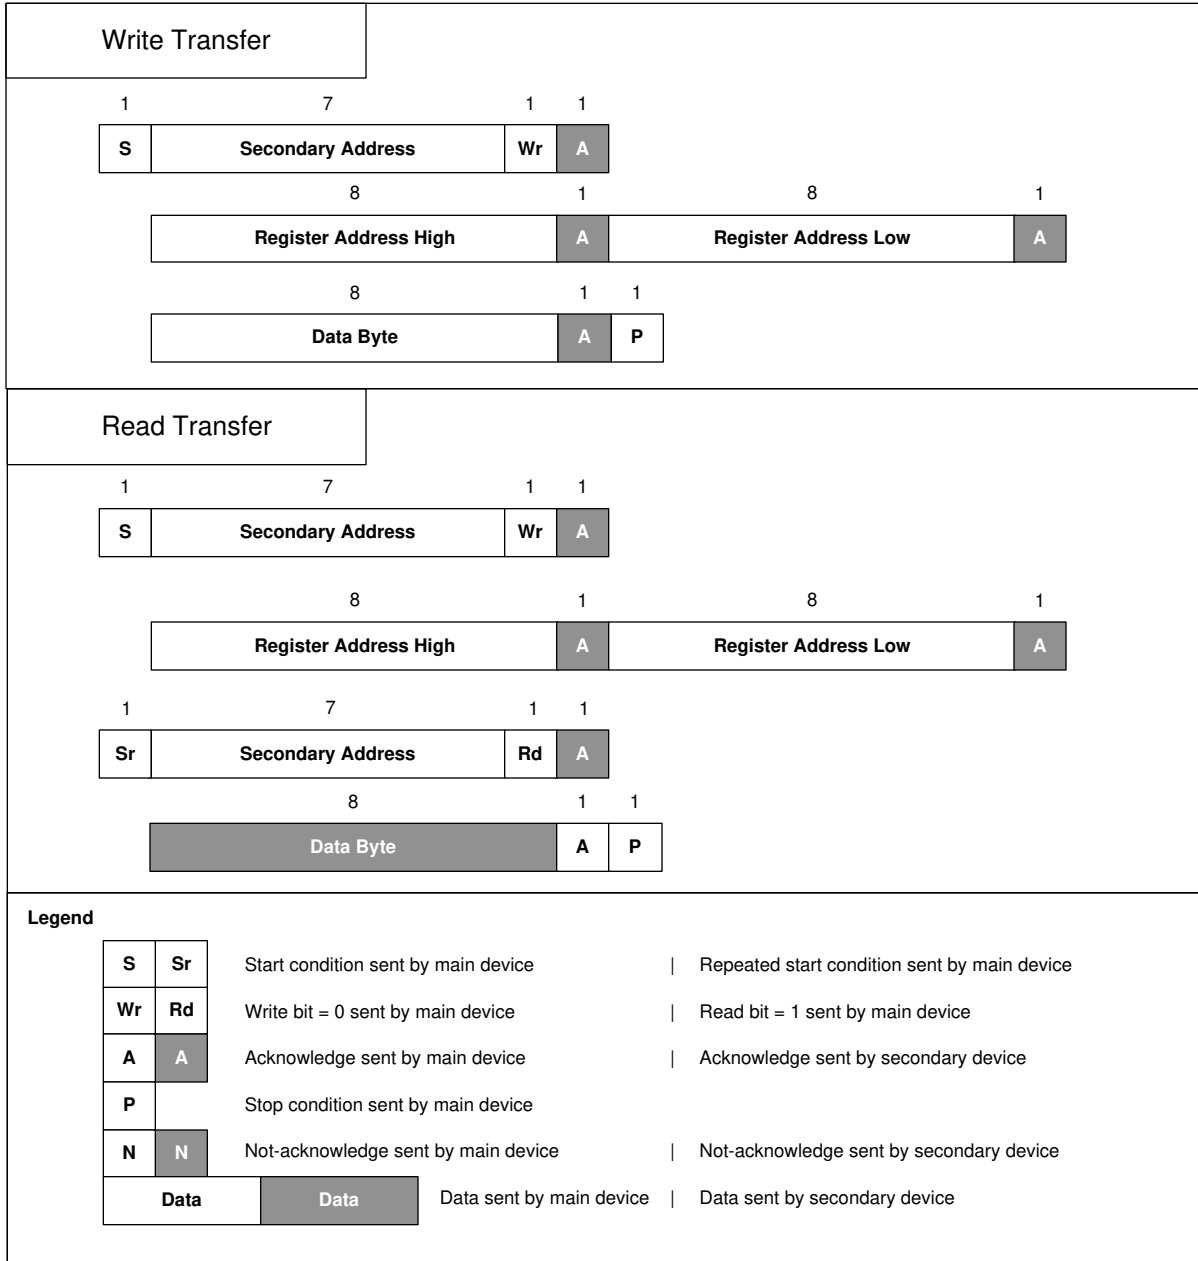 Write Transfer
1 7 1 1
S Secondary Address Wr A
8 1 8 1
Register Address High A Register Address Low A
8 1 1
Data Byte A P
Read Transfer
1 7 1 1
S Secondary Address Wr A
8 1 8 1
Register Address High A Register Address Low A
1 7 1 1
Sr Secondary Address Rd A
8 1 1
Data Byte A P
Legend
S Sr Start condition sent by main device | Repeated start condition sent by main device
Wr Rd Write bit = 0 sent by main device | Read bit = 1 sent by main device
A A Acknowledge sent by main device | Acknowledge sent by secondary device
P Stop condition sent by main device
N N Not-acknowledge sent by main device | Not-acknowledge sent by secondary device
Data Data Data sent by main device | Data sent by secondary device